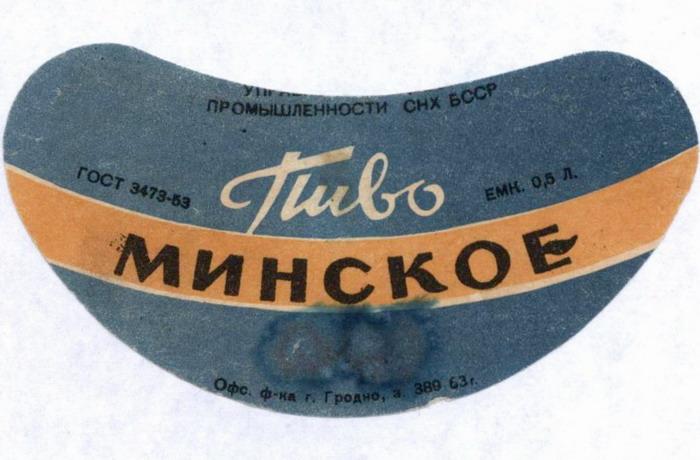 ПРОМЫШЛЕННОСТИ СНХ БССР
ГОСТ 3473-53
Пиво
ЕМК. 0,5 Л.
МИНСКОЕ
Офс. ф-ка г. Гродно, з. 389 63г.